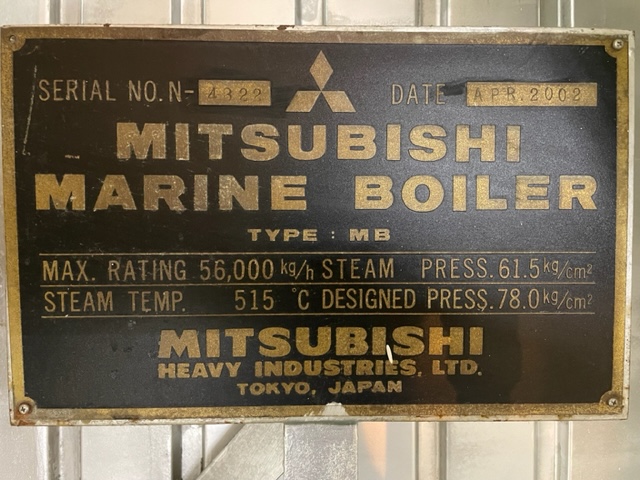 SERIAL NO. N- 4322 DATE APR. 2002
MITSUBISHI
MARINE BOILER
TYPE : MB
MAX. RATING 56,000 kg/h STEAM PRESS. 61.5 kg/cm²
STEAM TEMP. 515 °C DESIGNED PRESS. 78.0 kg/cm²
MITSUBISHI
HEAVY INDUSTRIES, LTD.
TOKYO, JAPAN